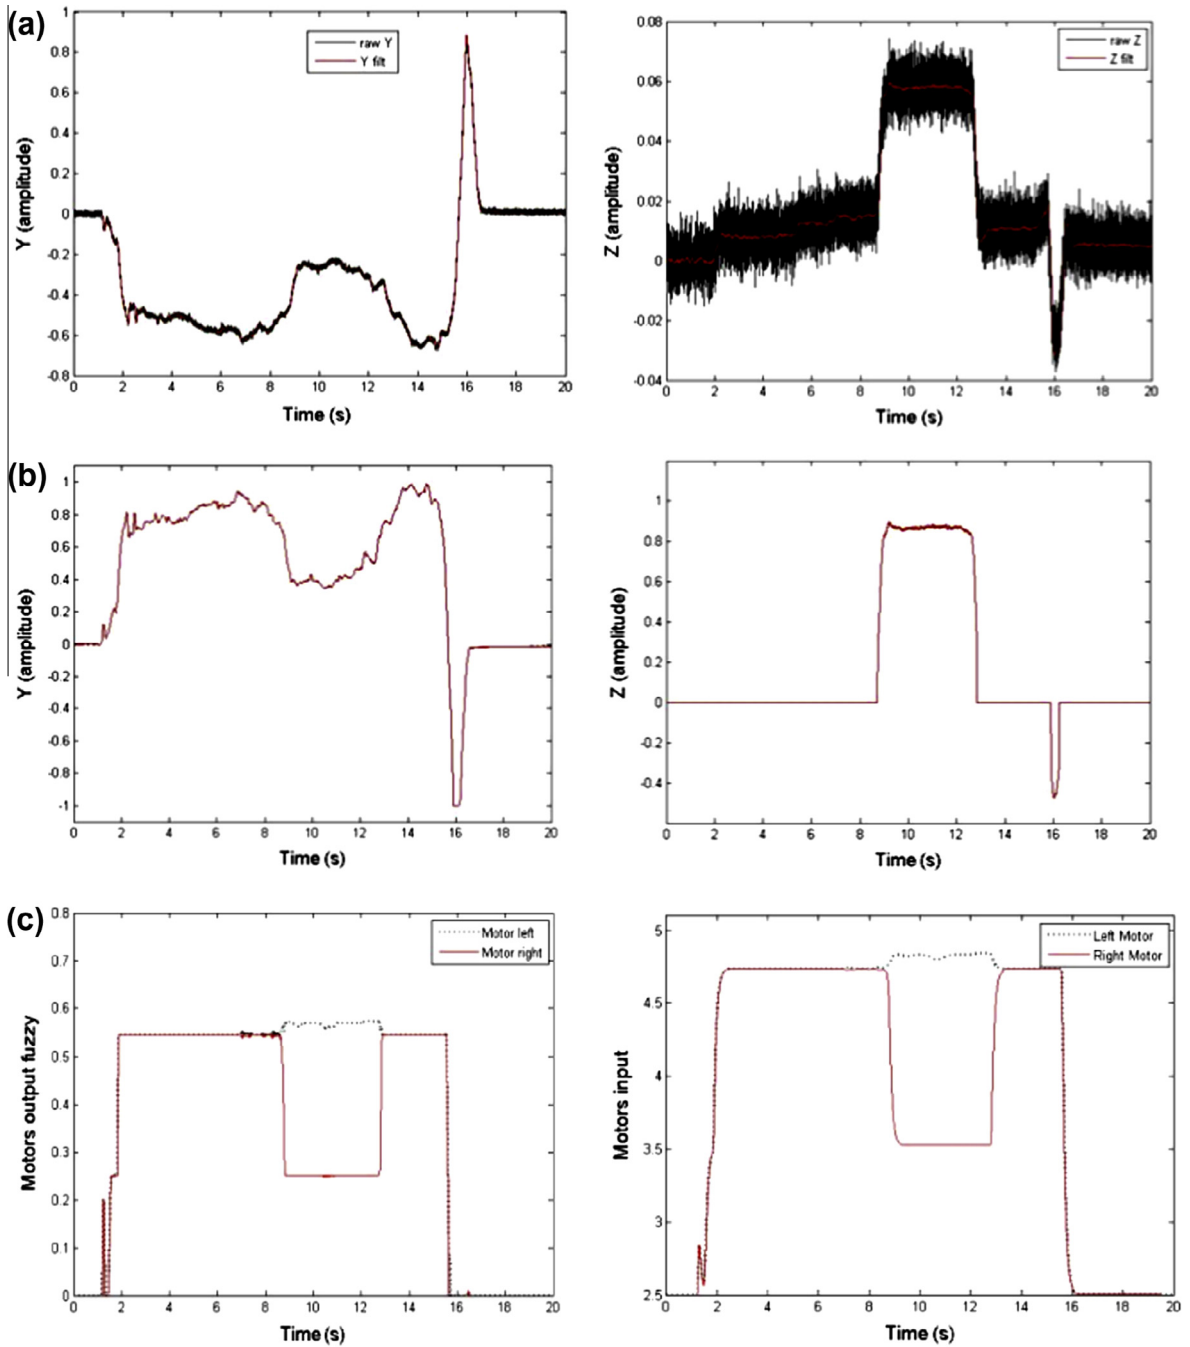 (a)
1
0.8
0.6
0.4
0.2
0
-0.2
-0.4
-0.6
-0.8
Y (amplitude)
raw Y
Y filt
0 2 4 6 8 10 12 14 16 18 20
Time (s)
0.08
0.06
0.04
0.02
0
-0.02
-0.04
Z (amplitude)
raw Z
Z filt
0 2 4 6 8 10 12 14 16 18 20
Time (s)
(b)
1
0.8
0.6
0.4
0.2
0
-0.2
-0.4
-0.6
-0.8
-1
Y (amplitude)
0 2 4 6 8 10 12 14 16 18 20
Time (s)
1
0.8
0.6
0.4
0.2
0
-0.2
-0.4
Z (amplitude)
0 2 4 6 8 10 12 14 16 18 20
Time (s)
(c)
0.8
0.7
0.6
0.5
0.4
0.3
0.2
0.1
0
Motors output fuzzy
Motor left
Motor right
0 2 4 6 8 10 12 14 16 18 20
Time (s)
5
4.5
4
3.5
3
2.5
Motors input
Left Motor
Right Motor
0 2 4 6 8 10 12 14 16 18 20
Time (s)